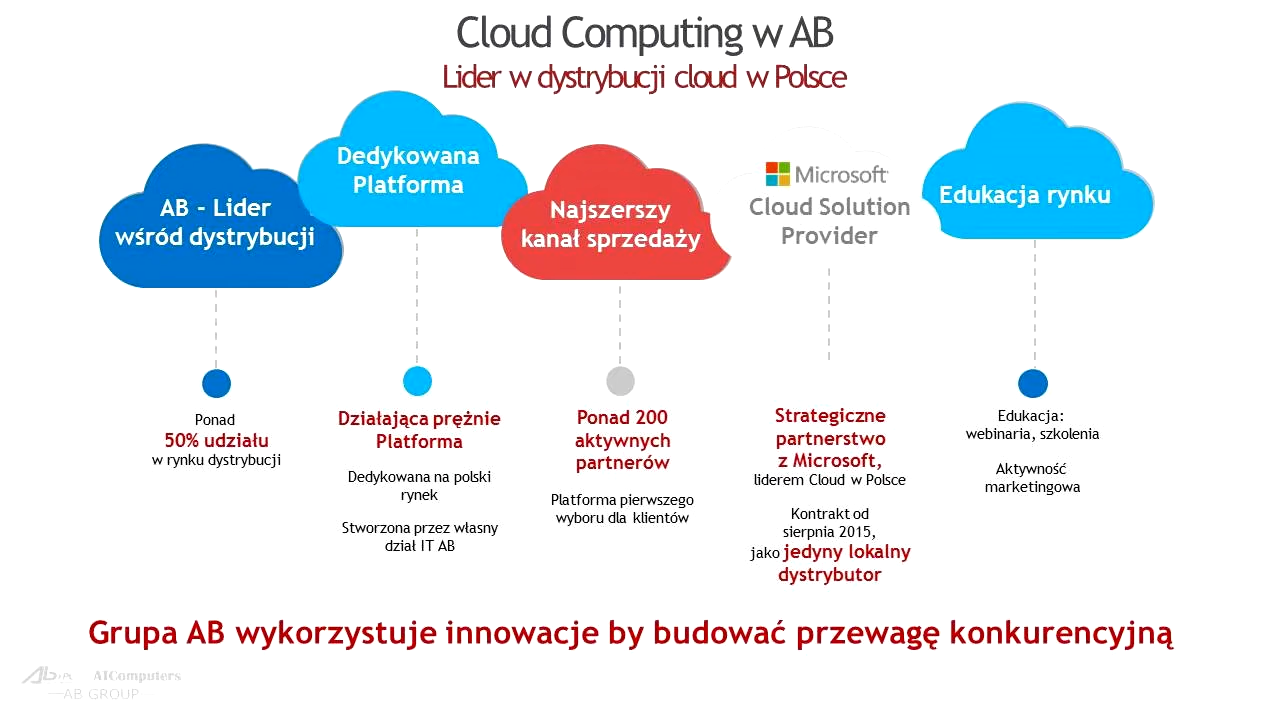 Cloud Computing w AB
Lider w dystrybucji cloud w Polsce
AB - Lider
wśród dystrybucji
Dedykowana
Platforma
Najszerszy
kanał sprzedaży
Microsoft
Cloud Solution
Provider
Edukacja rynku
Ponad
50% udziału
w rynku dystrybucji
Działająca prężnie
Platforma
Dedykowana na polski
rynek
Stworzona przez własny
dział IT AB
Ponad 200
aktywnych
partnerów
Platforma pierwszego
wyboru dla klientów
Strategiczne
partnerstwo
z Microsoft,
liderem Cloud w Polsce
Kontrakt od
sierpnia 2015,
jako jedyny lokalny
dystrybutor
Edukacja:
webinaria, szkolenia
Aktywność
marketingowa
Grupa AB wykorzystuje innowacje by budować przewagę konkurencyjną
ATComputers
AB GROUP